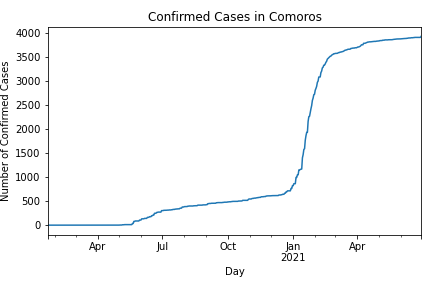 Confirmed Cases in Comoros
4000
3500
3000
2500
2000
1500
1000
500
0
Number of Confirmed Cases
Apr
Jul
Oct
Jan
2021
Apr
Day